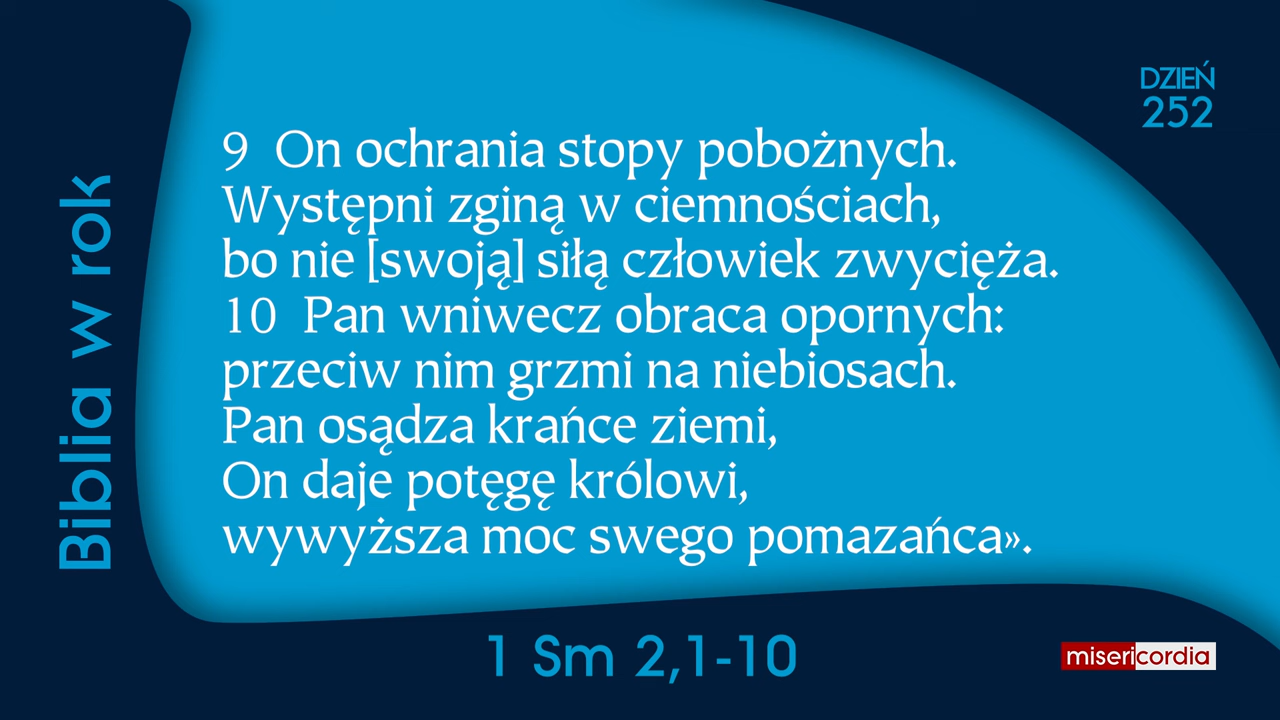 DZIEŃ
252
Biblia w rok
9 On ochrania stopy pobożnych.
Występni zginą w ciemnościach,
bo nie [swoją] siłą człowiek zwycięża.
10 Pan wniwecz obraca opornych:
przeciw nim grzmi na niebiosach.
Pan osądza krańce ziemi,
On daje potęgę królowi,
wywyższa moc swego pomazańca».
1 Sm 2,1-10
misericordia